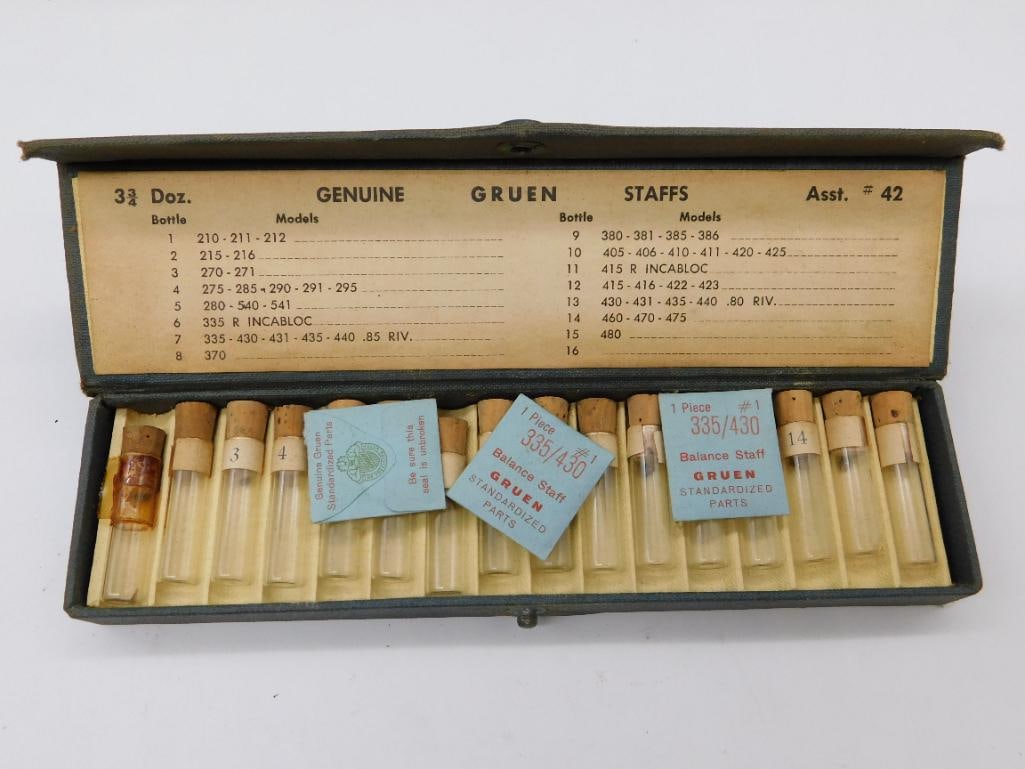 3 3/4 Doz. GENUINE GRUEN STAFFS Asst. # 42
Bottle Models
1 210 - 211 - 212
2 215 - 216
3 270 - 271
4 275 - 285 - 290 - 291 - 295
5 280 - 540 - 541
6 335 R INCABLOC
7 335 - 430 - 431 - 435 - 440 .85 RIV.
8 370
Bottle Models
9 380 - 381 - 385 - 386
10 405 - 406 - 410 - 411 - 420 - 425
11 415 R INCABLOC
12 415 - 416 - 422 - 423
13 430 - 431 - 435 - 440 .80 RIV.
14 460 - 470 - 475
15 480
16
3
4
Genuine Gruen
Standardized Parts
Be sure this
seal is unbroken
1 Piece #1
335/430
Balance Staff
GRUEN
STANDARDIZED
PARTS
1 Piece #1
335/430
Balance Staff
GRUEN
STANDARDIZED
PARTS
14